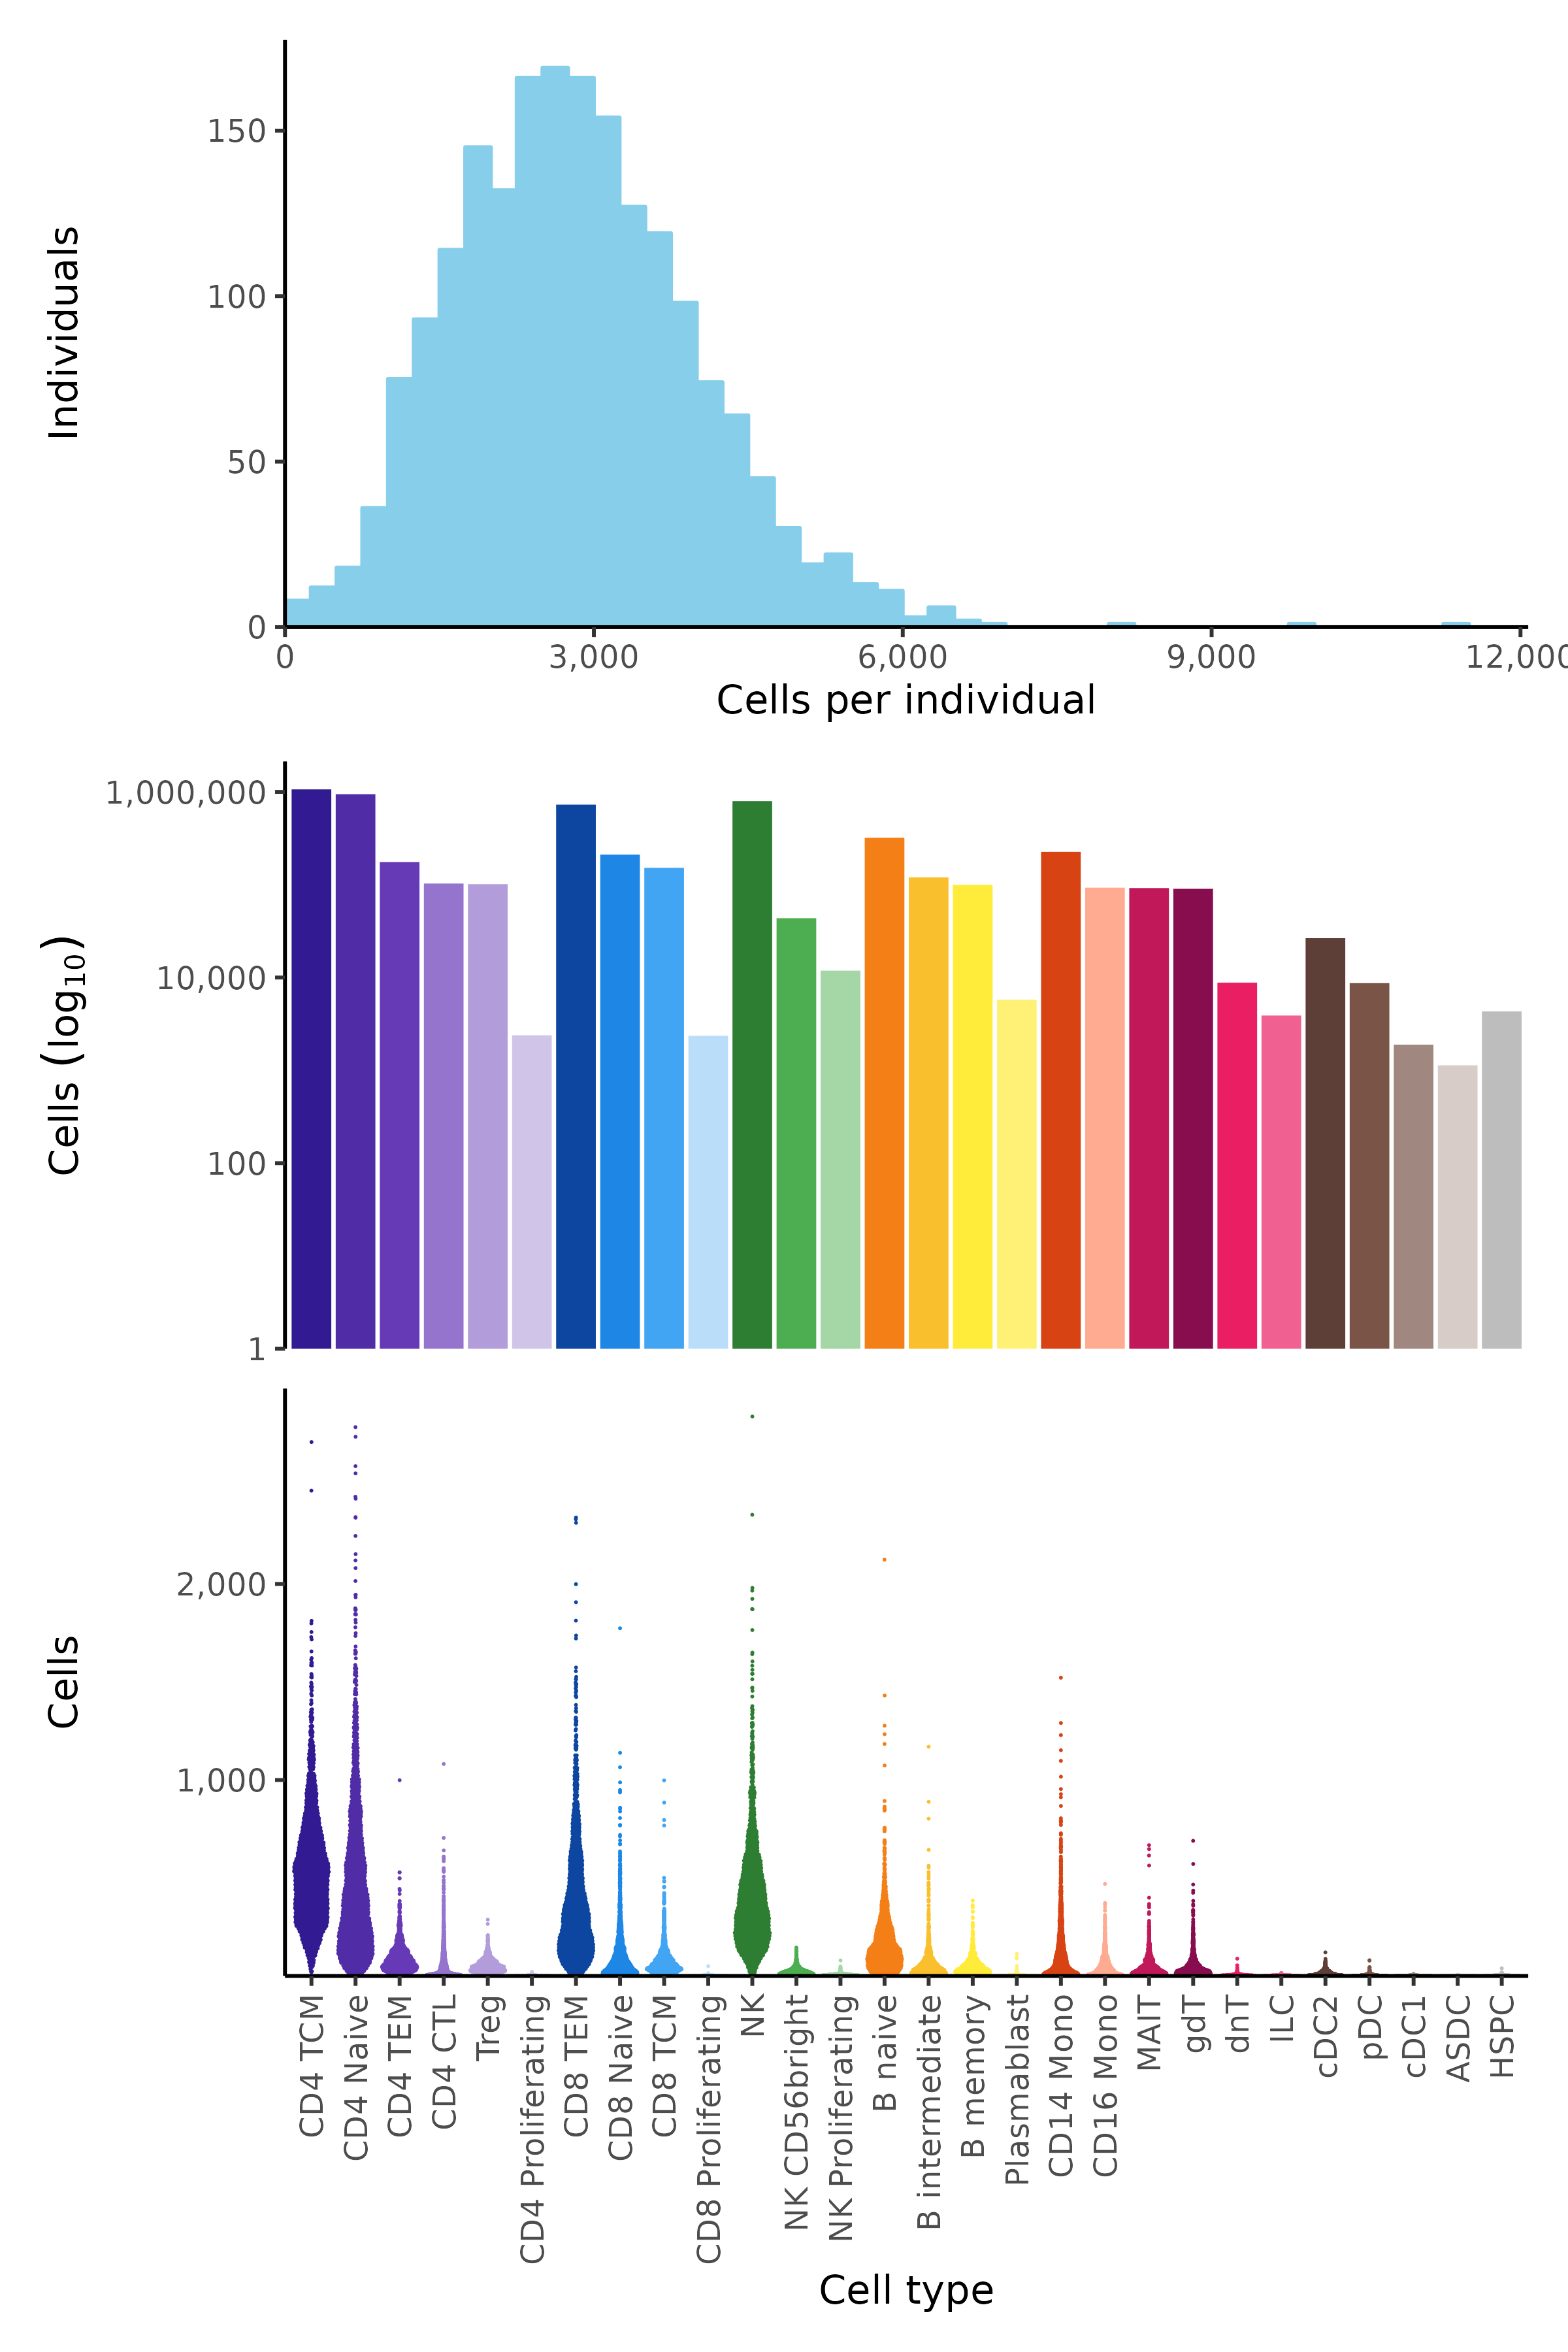 Individuals
150
100
50
0
0
3,000
6,000
9,000
12,000
Cells per individual
Cells (log10)
1,000,000
10,000
100
1
Cells
2,000
1,000
CD4 TCM
CD4 Naive
CD4 TEM
CD4 CTL
Treg
CD4 Proliferating
CD8 TEM
CD8 Naive
CD8 TCM
CD8 Proliferating
NK
NK CD56bright
NK Proliferating
B naive
B intermediate
B memory
Plasmablast
CD14 Mono
CD16 Mono
MAIT
gdT
dnT
ILC
cDC2
pDC
cDC1
ASDC
HSPC
Cell type